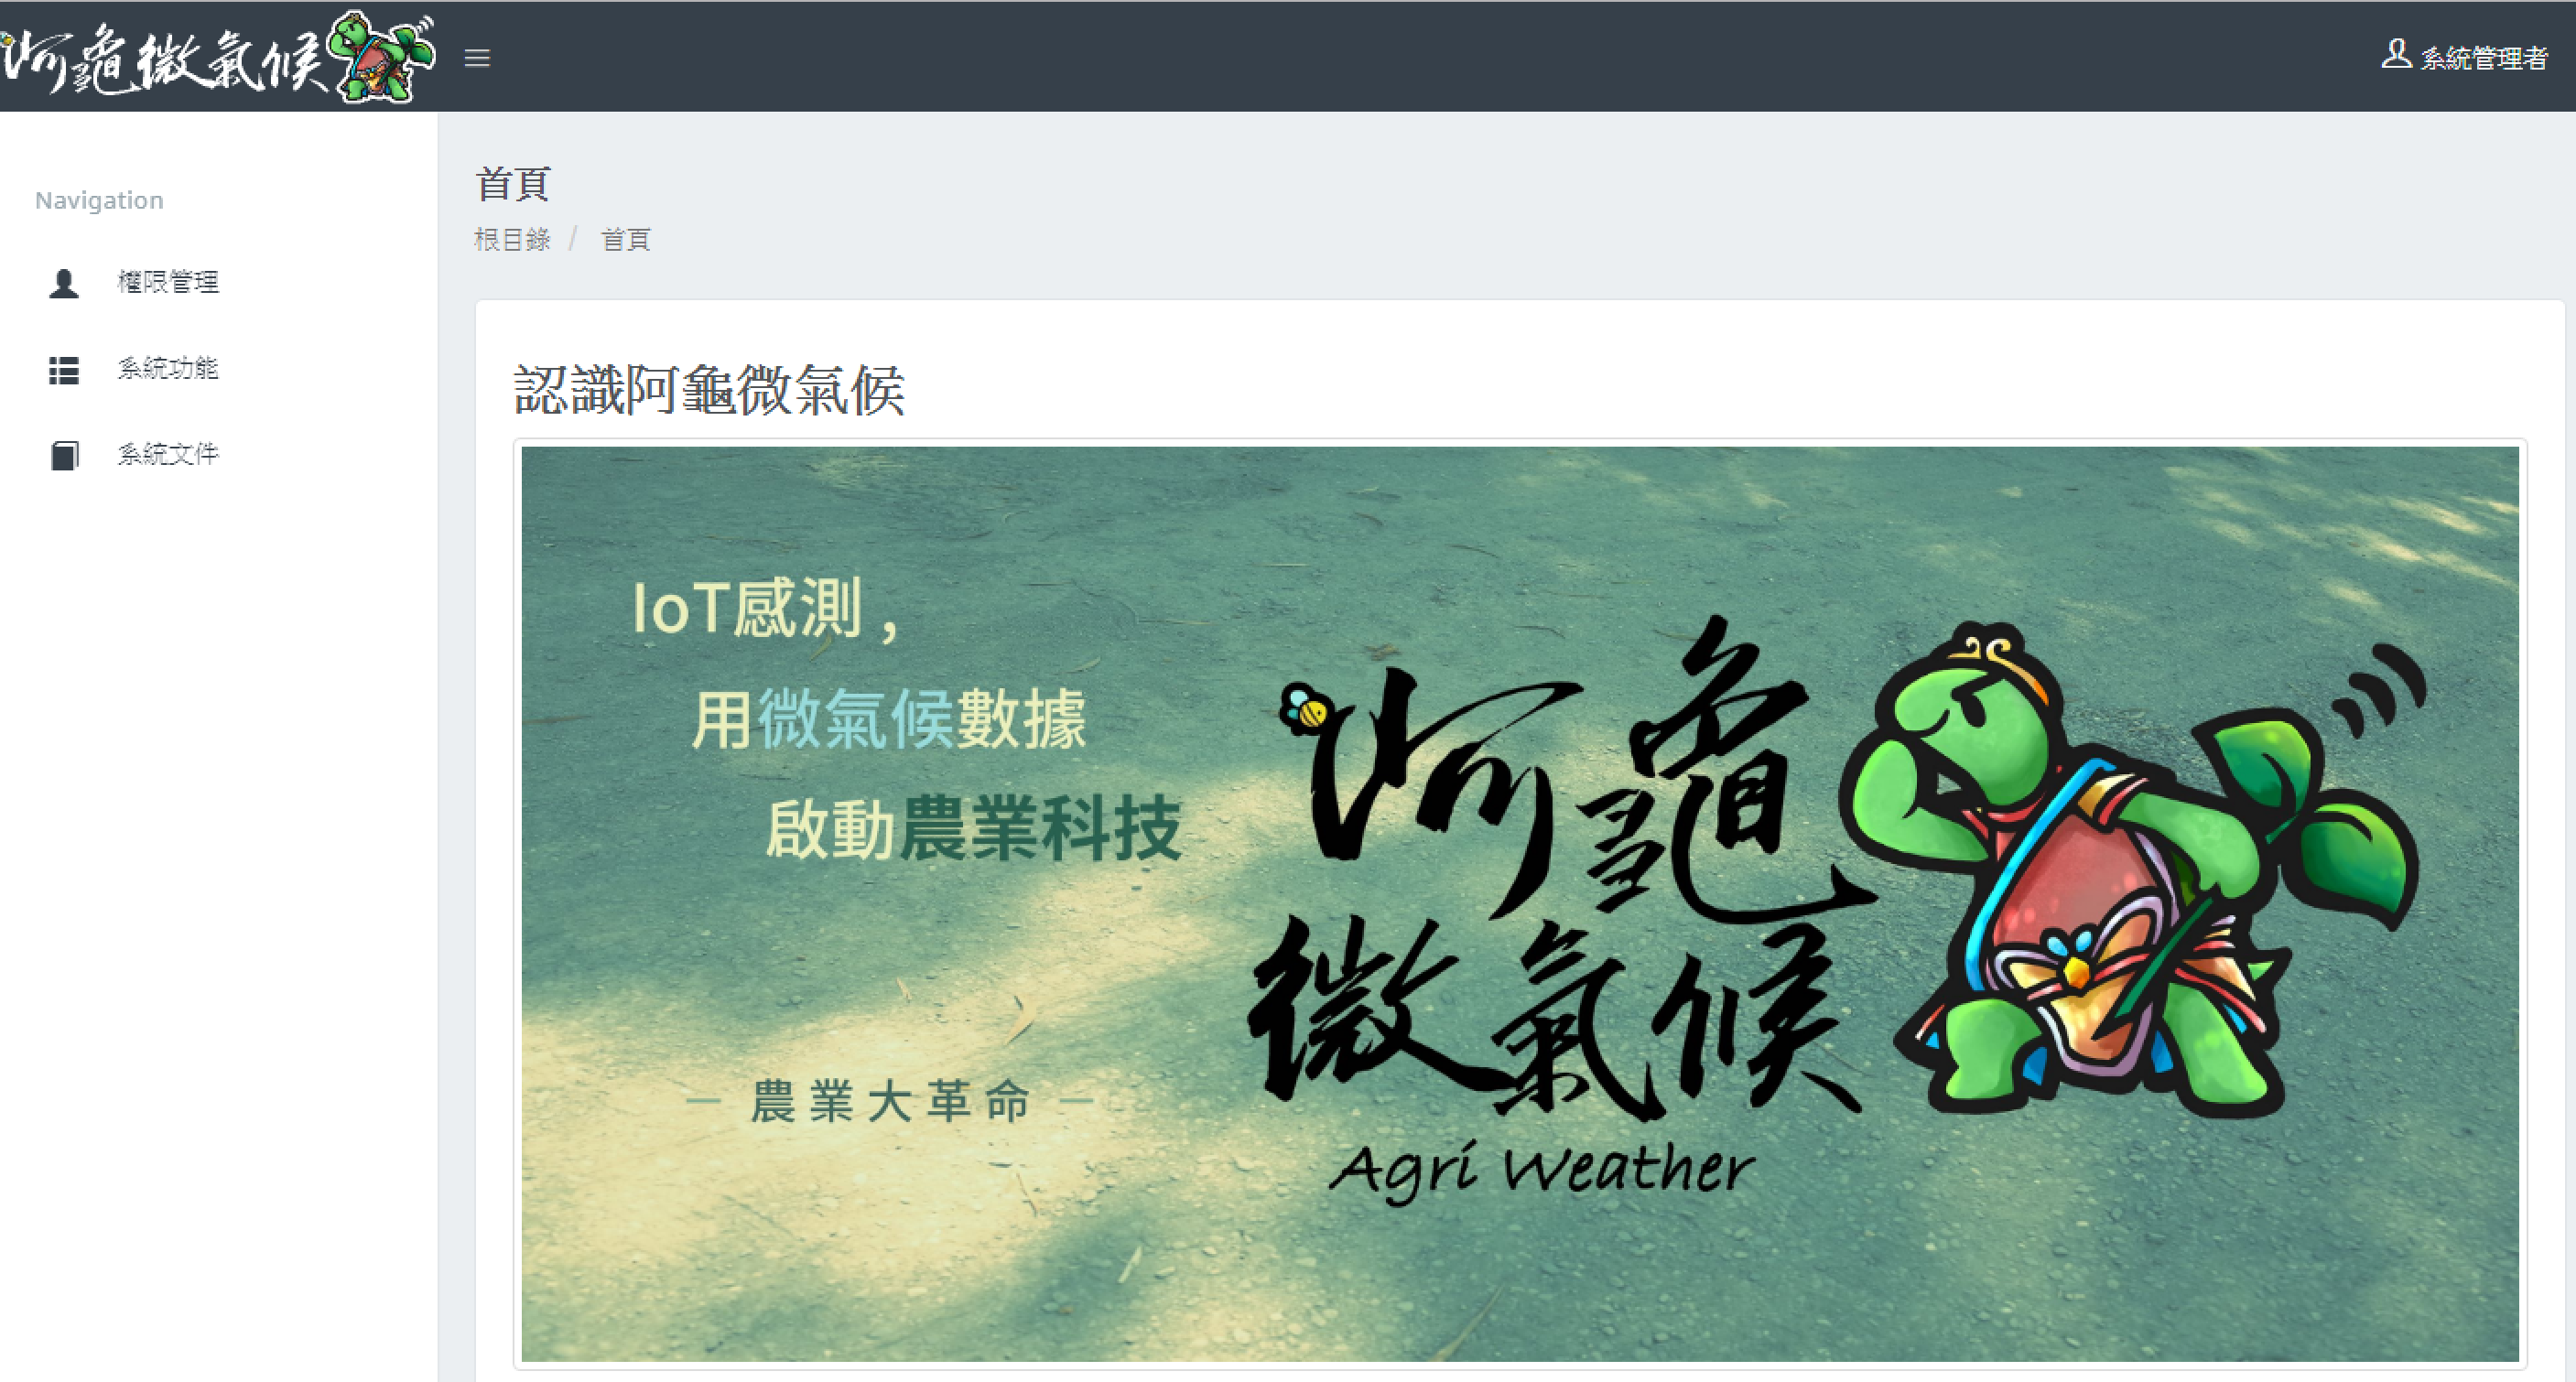 阿龜微氣候
系統管理者
Navigation
權限管理
系統功能
系統文件
首頁
根目錄 / 首頁
認識阿龜微氣候
IoT感測，
用微氣候數據
啟動農業科技
— 農業大革命 —
阿龜
微氣候
Agri Weather